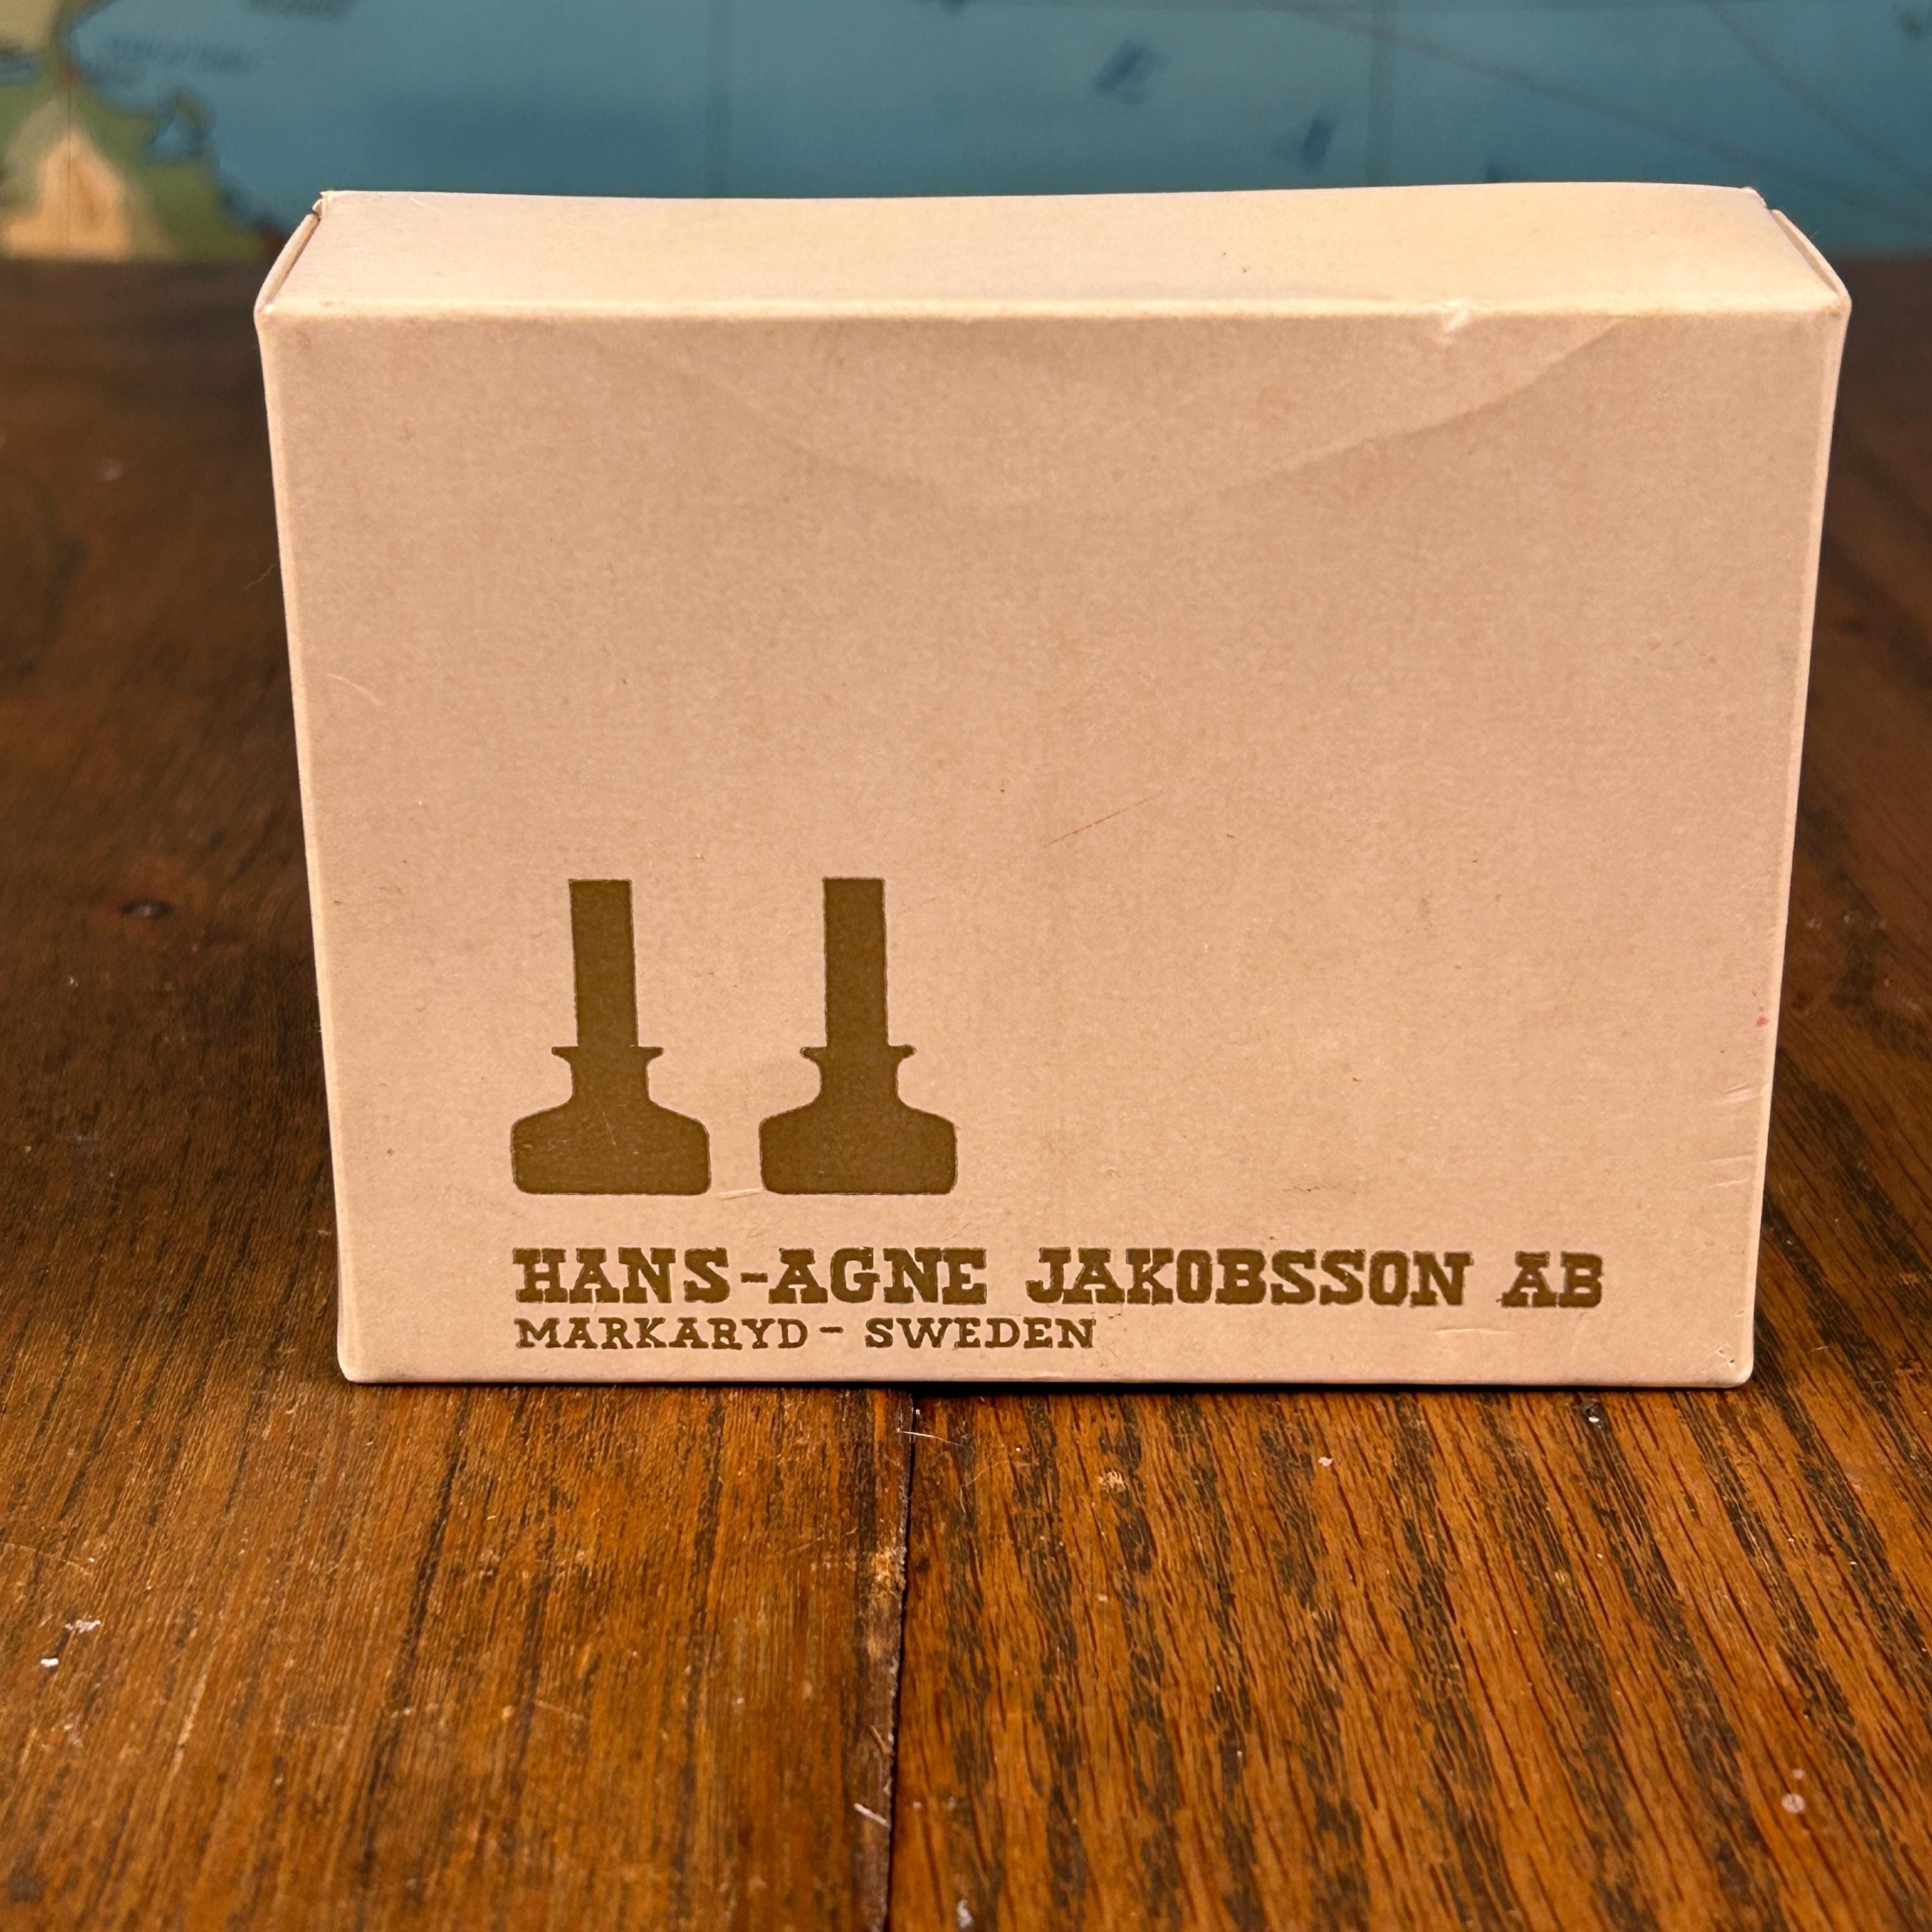 HANS-AGNE JAKOBSSON AB
MARKARYD - SWEDEN